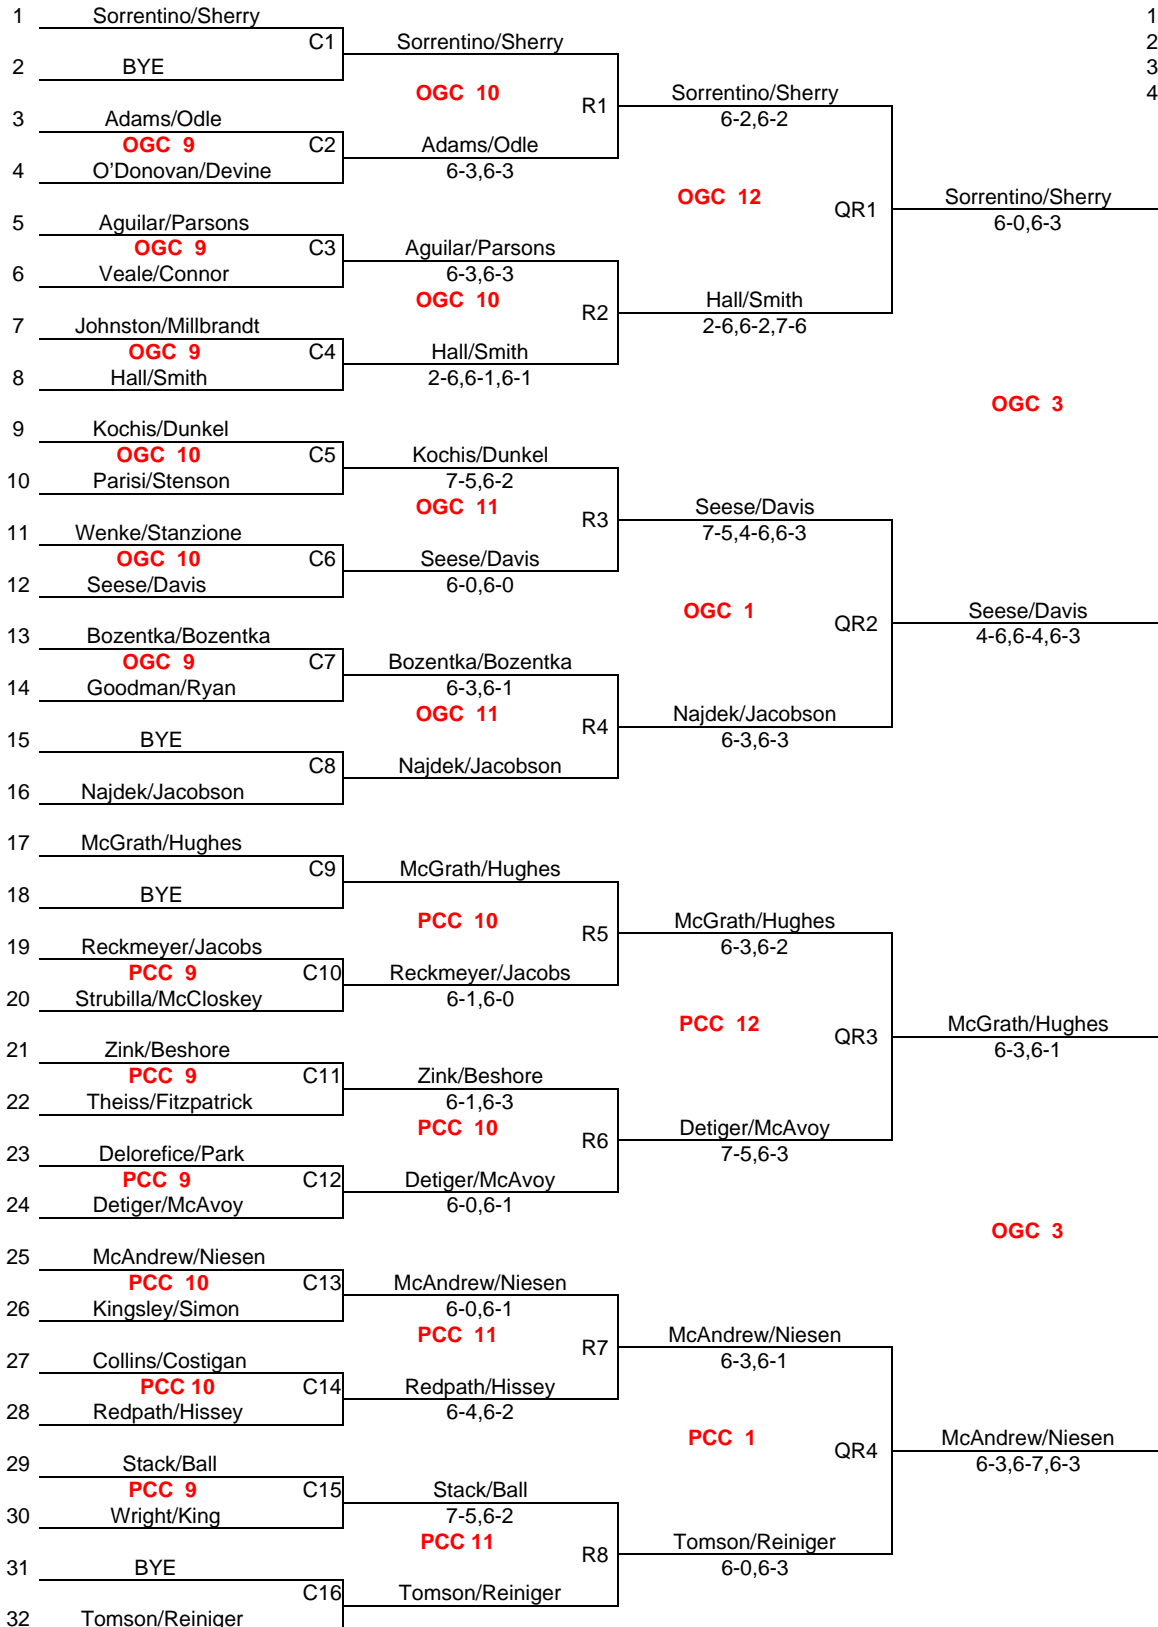 1 Sorrentino/Sherry 1
C1 Sorrentino/Sherry 2
2 BYE 3
OGC 10 R1 Sorrentino/Sherry 4
3 Adams/Odle 6-2,6-2
OGC 9 C2 Adams/Odle
4 O'Donovan/Devine 6-3,6-3
OGC 12 QR1 Sorrentino/Sherry
5 Aguilar/Parsons 6-0,6-3
OGC 9 C3 Aguilar/Parsons
6 Veale/Connor 6-3,6-3
OGC 10 R2 Hall/Smith
7 Johnston/Millbrandt 2-6,6-2,7-6
OGC 9 C4 Hall/Smith
8 Hall/Smith 2-6,6-1,6-1
OGC 3
9 Kochis/Dunkel
OGC 10 C5 Kochis/Dunkel
10 Parisi/Stenson 7-5,6-2
OGC 11 R3 Seese/Davis
11 Wenke/Stanzione 7-5,4-6,6-3
OGC 10 C6 Seese/Davis
12 Seese/Davis 6-0,6-0
OGC 1 QR2 Seese/Davis
13 Bozentka/Bozentka 4-6,6-4,6-3
OGC 9 C7 Bozentka/Bozentka
14 Goodman/Ryan 6-3,6-1
OGC 11 R4 Najdek/Jacobson
15 BYE 6-3,6-3
C8 Najdek/Jacobson
16 Najdek/Jacobson
17 McGrath/Hughes
C9 McGrath/Hughes
18 BYE
PCC 10 R5 McGrath/Hughes
19 Reckmeyer/Jacobs 6-3,6-2
PCC 9 C10 Reckmeyer/Jacobs
20 Strubilla/McCloskey 6-1,6-0
PCC 12 QR3 McGrath/Hughes
21 Zink/Beshore 6-3,6-1
PCC 9 C11 Zink/Beshore
22 Theiss/Fitzpatrick 6-1,6-3
PCC 10 R6 Detiger/McAvoy
23 Delorefice/Park 7-5,6-3
PCC 9 C12 Detiger/McAvoy
24 Detiger/McAvoy 6-0,6-1
OGC 3
25 McAndrew/Niesen
PCC 10 C13 McAndrew/Niesen
26 Kingsley/Simon 6-0,6-1
PCC 11 R7 McAndrew/Niesen
27 Collins/Costigan 6-3,6-1
PCC 10 C14 Redpath/Hissey
28 Redpath/Hissey 6-4,6-2
PCC 1 QR4 McAndrew/Niesen
29 Stack/Ball 6-3,6-7,6-3
PCC 9 C15 Stack/Ball
30 Wright/King 7-5,6-2
PCC 11 R8 Tomson/Reiniger
31 BYE 6-0,6-3
C16 Tomson/Reiniger
32 Tomson/Reiniger